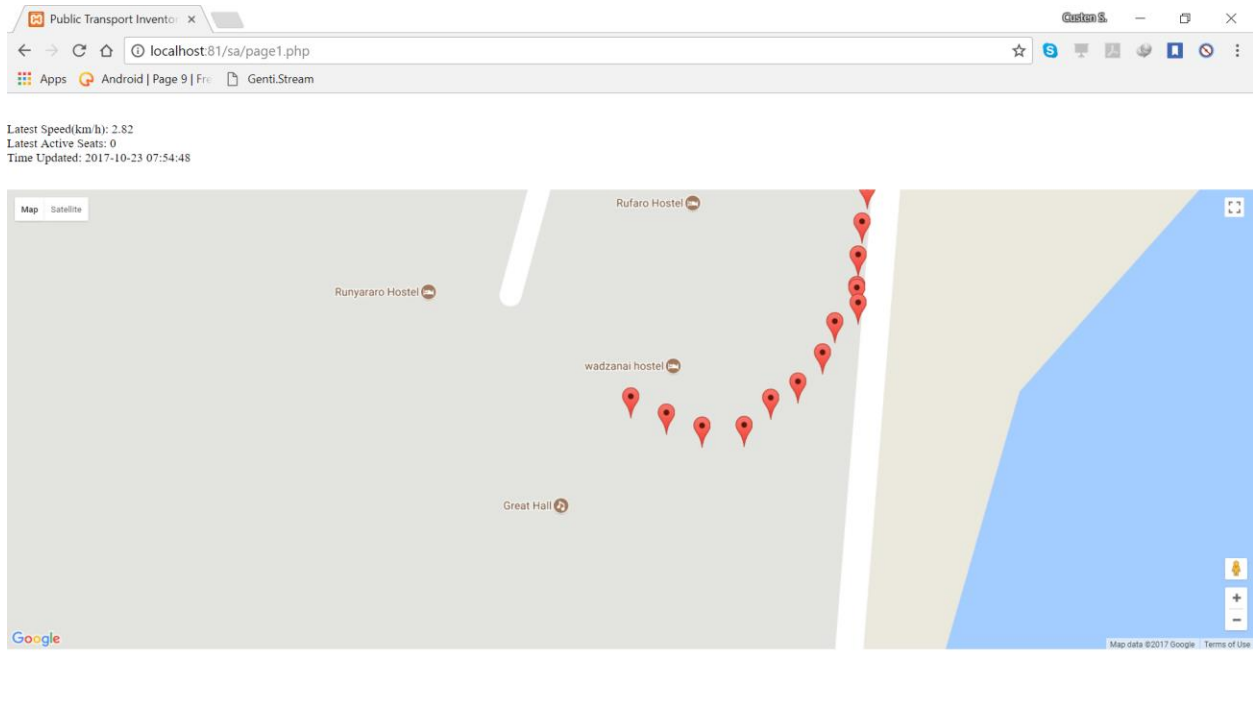 Public Transport Inventor
Custen S.
localhost:81/sa/page1.php
Apps
Android | Page 9 | Fre
Genti.Stream
Latest Speed(km/h): 2.82
Latest Active Seats: 0
Time Updated: 2017-10-23 07:54:48
Map Satellite
Rufaro Hostel
Runyararo Hostel
wadzanai hostel
Great Hall
Google
Map data ©2017 Google
Terms of Use